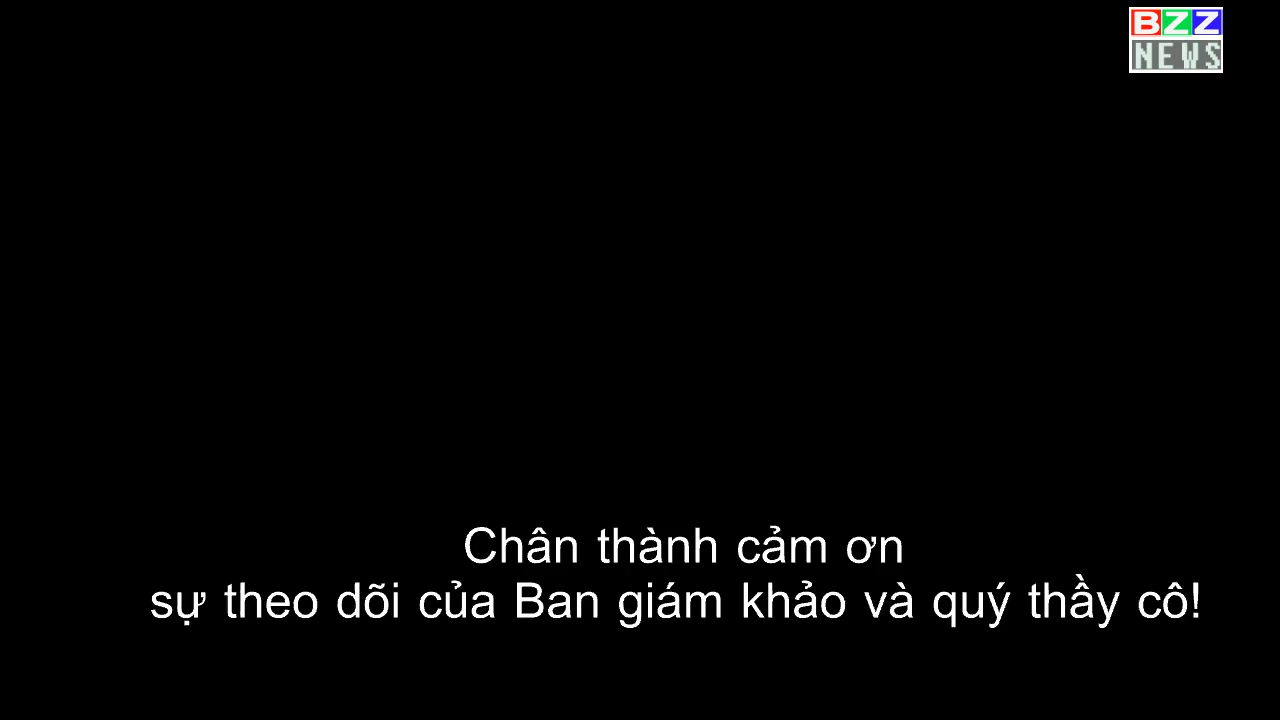 BZZ
NEWS
Chân thành cảm ơn
sự theo dõi của Ban giám khảo và quý thầy cô!